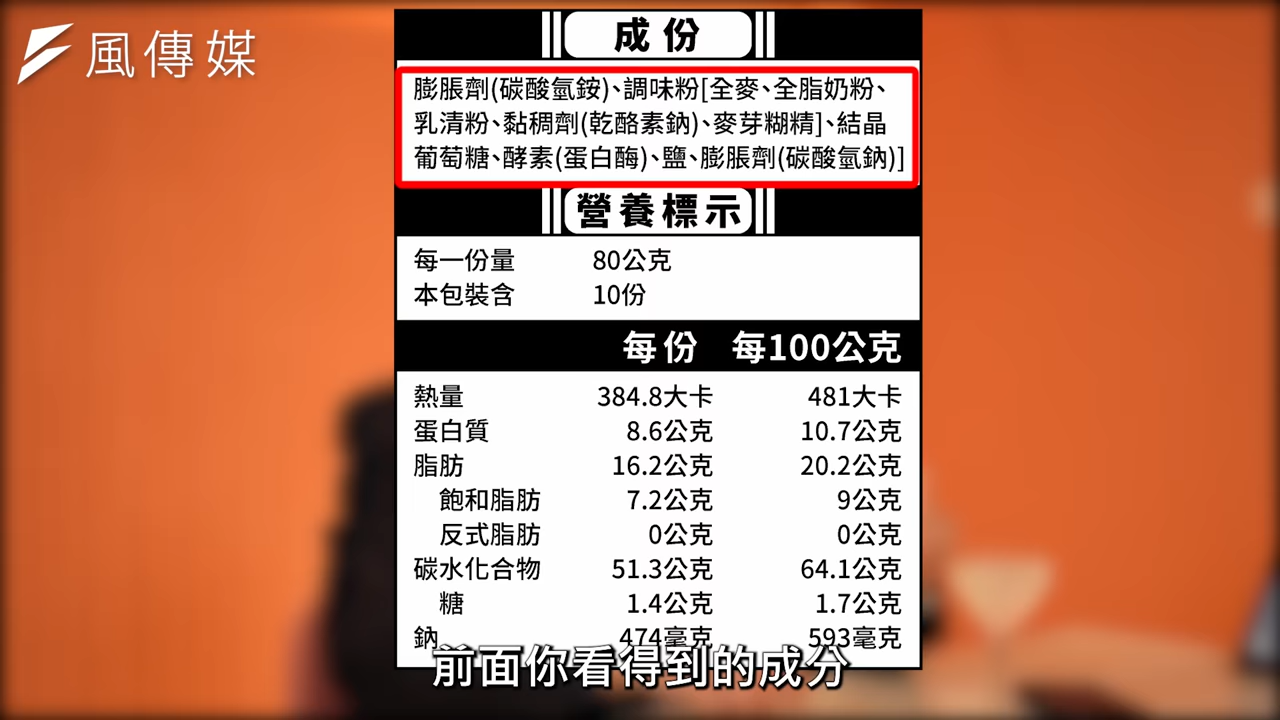 風傳媒
成份
膨脹劑(碳酸氫銨)、調味粉[全麥、全脂奶粉、
乳清粉、黏稠劑(乾酪素鈉)、麥芽糊精]、結晶
葡萄糖、酵素(蛋白酶)、鹽、膨脹劑(碳酸氫鈉)]
營養標示
每一份量 80公克
本包裝含 10份
每份 每100公克
熱量 384.8大卡 481大卡
蛋白質 8.6公克 10.7公克
脂肪 16.2公克 20.2公克
飽和脂肪 7.2公克 9公克
反式脂肪 0公克 0公克
碳水化合物 51.3公克 64.1公克
糖 1.4公克 1.7公克
鈉 474毫克 593毫克
前面你看得到的成分